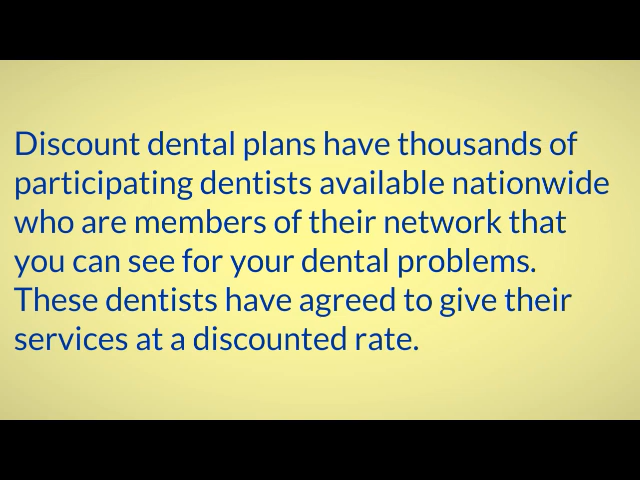 Discount dental plans have thousands of
participating dentists available nationwide
who are members of their network that
you can see for your dental problems.
These dentists have agreed to give their
services at a discounted rate.